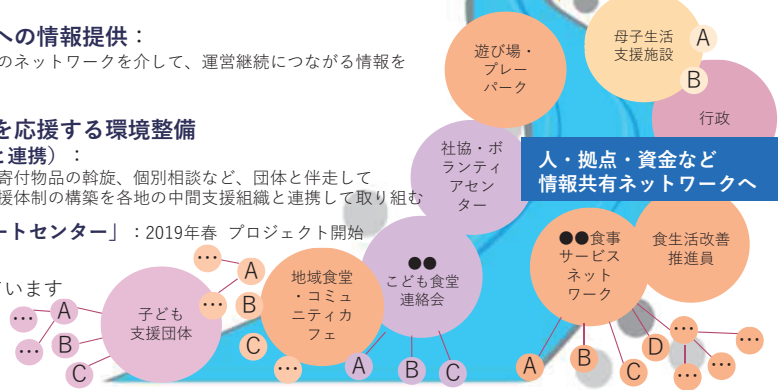 への情報提供：
のネットワークを介して、運営継続につながる情報を
を応援する環境整備
と連携）：
寄付物品の斡旋、個別相談など、団体と伴走して
援体制の構築を各地の中間支援組織と連携して取り組む
ートセンター」：2019年春 プロジェクト開始
ています
遊び場・
プレー
パーク
母子生活
支援施設
A
B
行政
社協・ボ
ランティ
アセン
ター
人・拠点・資金など
情報共有ネットワークへ
●●
こども食堂
連絡会
●●食事
サービス
ネット
ワーク
食生活改善
推進員
地域食堂
・コミュ
ニティカ
フェ
子ども
支援団体
…
A
…
B
C
…
A
…
B
C
…
A
B
C
A
B
C
D
…
…
…
…